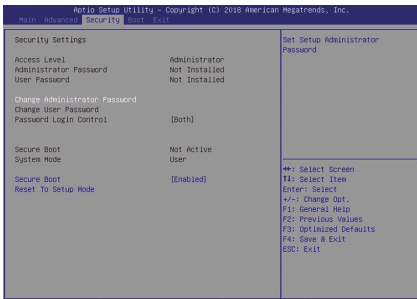 Aptio Setup Utility – Copyright (C) 2018 American Megatrends, Inc.
Main Advanced Security Boot Exit
Security Settings
Access Level Administrator
Administrator Password Not Installed
User Password Not Installed
Change Administrator Password
Change User Password
Password Login Control [Both]
Secure Boot Not Active
System Mode User
Secure Boot [Enabled]
Reset To Setup Mode
Set Setup Administrator
Password
→←: Select Screen
↑↓: Select Item
Enter: Select
+/-: Change Opt.
F1: General Help
F2: Previous Values
F3: Optimized Defaults
F4: Save & Exit
ESC: Exit